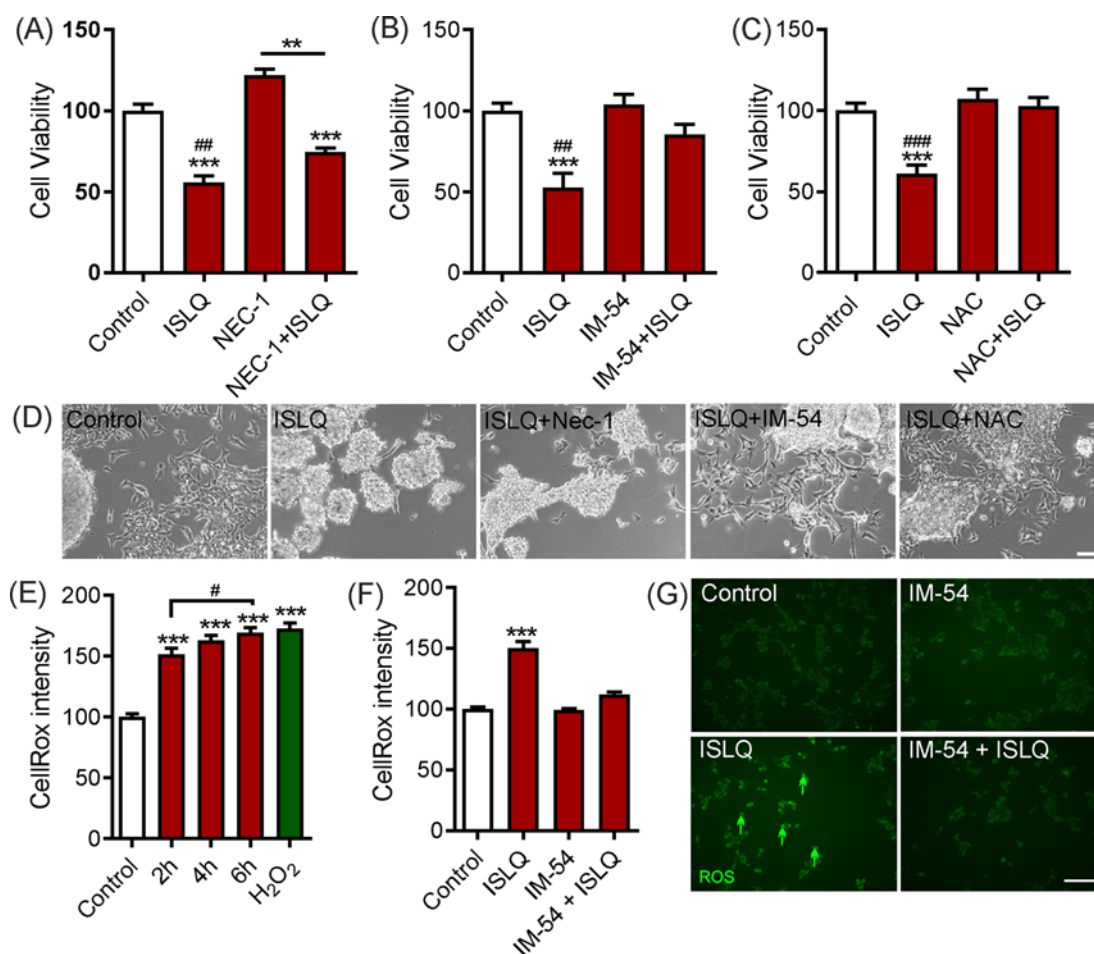 (A)
Cell Viability
150
100
50
0
**
##
***
***
Control
ISLQ
NEC-1
NEC-1+ISLQ
(B)
Cell Viability
150
100
50
0
##
***
Control
ISLQ
IM-54
IM-54+ISLQ
(C)
Cell Viability
150
100
50
0
###
***
Control
ISLQ
NAC
NAC+ISLQ
(D)
Control
ISLQ
ISLQ+Nec-1
ISLQ+IM-54
ISLQ+NAC
(E)
CellRox intensity
200
150
100
50
0
#
***
***
***
***
Control
2h
4h
6h
H₂O₂
(F)
CellRox intensity
200
150
100
50
0
***
Control
ISLQ
IM-54
IM-54 + ISLQ
(G)
Control
IM-54
ISLQ
IM-54 + ISLQ
ROS